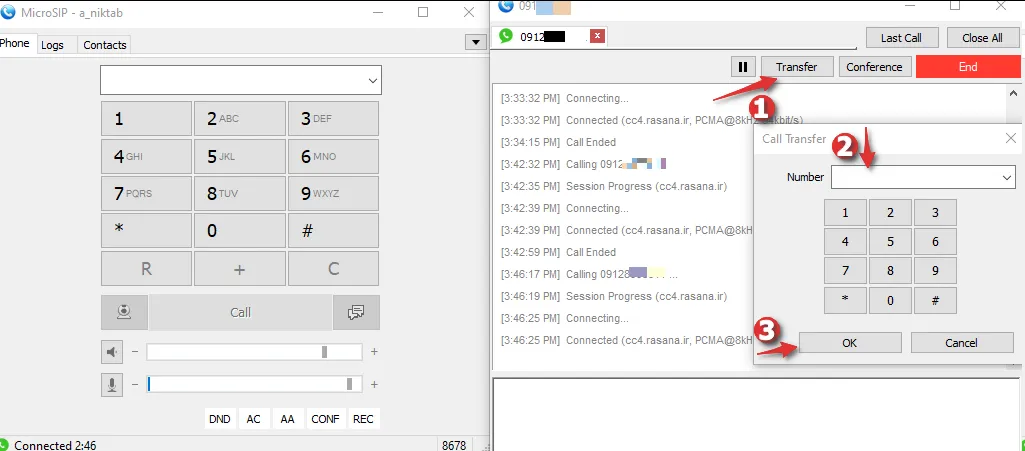 MicroSIP - a_niktab
Phone Logs Contacts
1
2 ABC
3 DEF
4 GHI
5 JKL
6 MNO
7 PQRS
8 TUV
9 WXYZ
*
0
#
R
+
C
Call
- +
- +
DND AC AA CONF REC
Connected 2:46
8678
091
0912
x
Last Call
Close All
Transfer
Conference
End
1
[3:33:32 PM] Connecting...
[3:33:32 PM] Connected (cc4.rasana.ir, PCMA@8kHz kbit/s)
[3:34:15 PM] Call Ended
[3:42:32 PM] Calling 0912
[3:42:35 PM] Session Progress (cc4.rasana.ir)
[3:42:39 PM] Connecting...
[3:42:39 PM] Connected (cc4.rasana.ir, PCMA@8kH
[3:42:59 PM] Call Ended
[3:46:17 PM] Calling 0912 ...
[3:46:19 PM] Session Progress (cc4.rasana.ir)
[3:46:25 PM] Connecting...
[3:46:25 PM] Connected (cc4.rasana.ir, PCMA@8kH
Call Transfer
2
Number
1 2 3
4 5 6
7 8 9
* 0 #
3
OK
Cancel